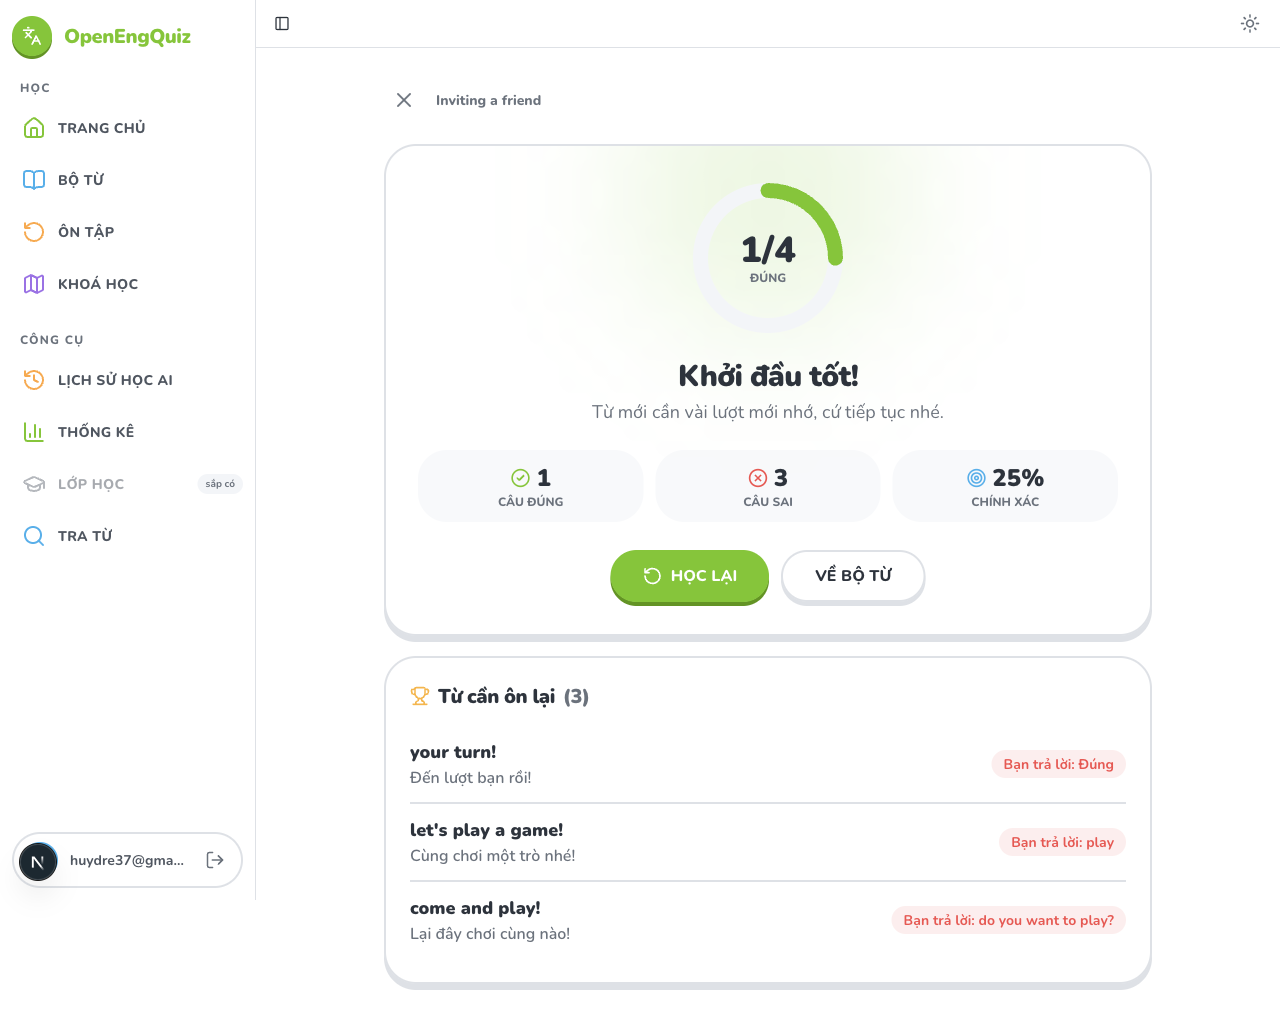 OpenEngQuiz
HỌC
TRANG CHỦ
BỘ TỪ
ÔN TẬP
KHOÁ HỌC
CÔNG CỤ
LỊCH SỬ HỌC AI
THỐNG KÊ
LỚP HỌC
sắp có
TRA TỪ
N
huydre37@gma...
Inviting a friend
1/4
ĐÚNG
Khởi đầu tốt!
Từ mới cần vài lượt mới nhớ, cứ tiếp tục nhé.
1
CÂU ĐÚNG
3
CÂU SAI
25%
CHÍNH XÁC
HỌC LẠI
VỀ BỘ TỪ
Từ cần ôn lại (3)
your turn!
Đến lượt bạn rồi!
Bạn trả lời: Đúng
let's play a game!
Cùng chơi một trò nhé!
Bạn trả lời: play
come and play!
Lại đây chơi cùng nào!
Bạn trả lời: do you want to play?